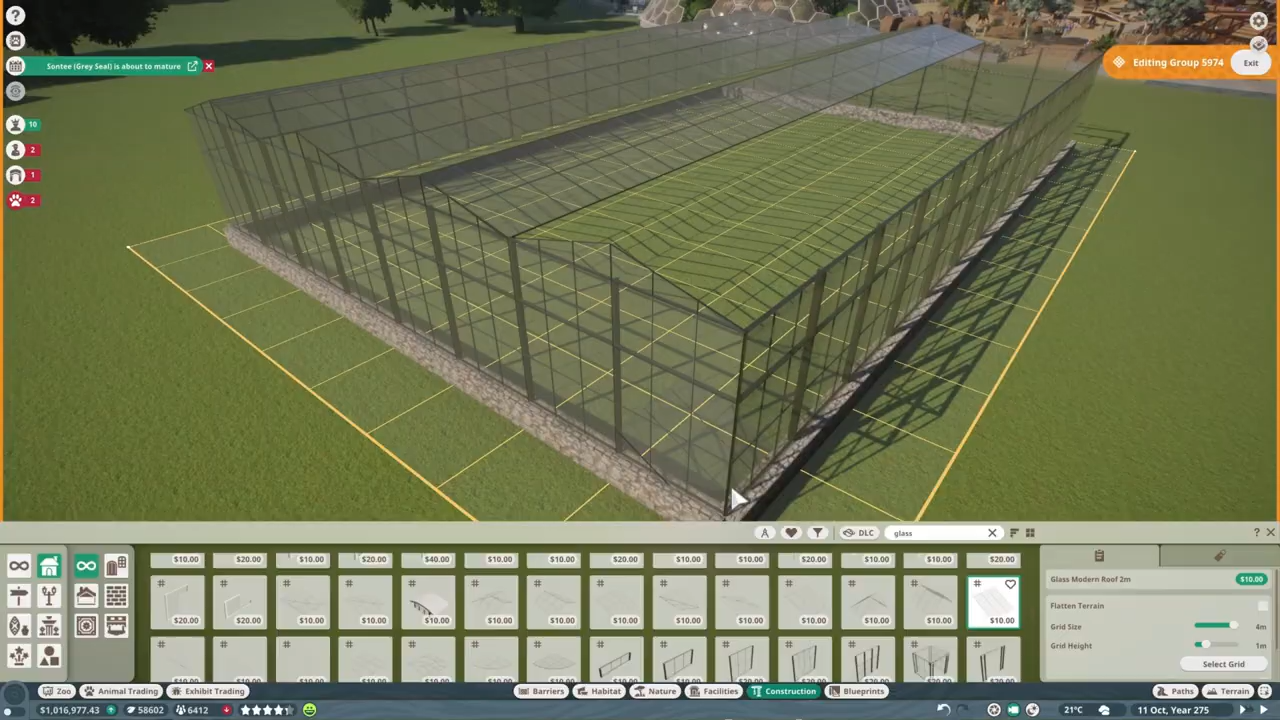 ?
Sontee (Grey Seal) is about to mature
10
2
1
2
Editing Group 5974
Exit
DLC
glass
?
$10.00 $20.00 $10.00 $20.00 $40.00 $10.00 $10.00 $20.00 $10.00 $10.00 $20.00 $10.00 $10.00 $20.00
$20.00 $20.00 $10.00 $10.00 $10.00 $10.00 $10.00 $10.00 $10.00 $10.00 $10.00 $10.00 $10.00 $10.00
Glass Modern Roof 2m
$10.00
Flatten Terrain
Grid Size
4m
Grid Height
1m
Select Grid
Zoo
Animal Trading
Exhibit Trading
Barriers
Habitat
Nature
Facilities
Construction
Blueprints
Paths
Terrain
$1,016,977.43
58602
6412
21°C
11 Oct, Year 275